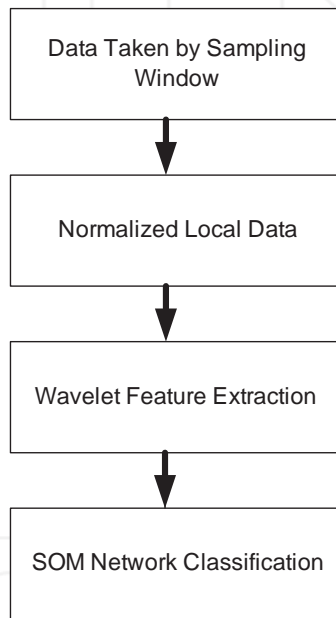 Data Taken by Sampling
Window
Normalized Local Data
Wavelet Feature Extraction
SOM Network Classification